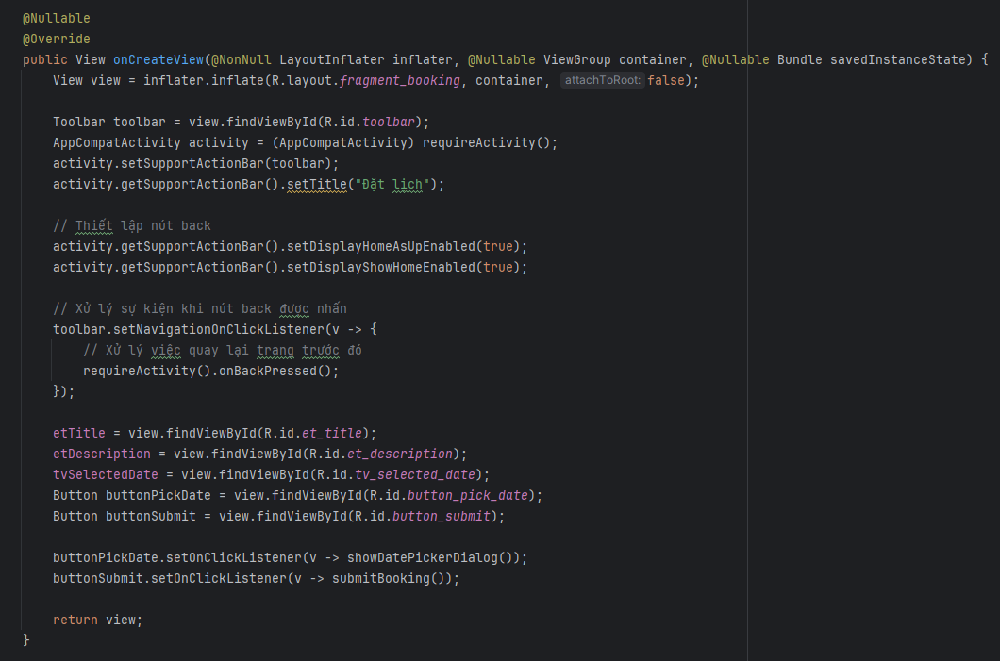 @Nullable
@Override
public View onCreateView(@NonNull LayoutInflater inflater, @Nullable ViewGroup container, @Nullable Bundle savedInstanceState) {
    View view = inflater.inflate(R.layout.fragment_booking, container, attachToRoot: false);

    Toolbar toolbar = view.findViewById(R.id.toolbar);
    AppCompatActivity activity = (AppCompatActivity) requireActivity();
    activity.setSupportActionBar(toolbar);
    activity.getSupportActionBar().setTitle("Đặt lịch");

    // Thiết lập nút back
    activity.getSupportActionBar().setDisplayHomeAsUpEnabled(true);
    activity.getSupportActionBar().setDisplayShowHomeEnabled(true);

    // Xử lý sự kiện khi nút back được nhấn
    toolbar.setNavigationOnClickListener(v -> {
        // Xử lý việc quay lại trang trước đó
        requireActivity().onBackPressed();
    });

    etTitle = view.findViewById(R.id.et_title);
    etDescription = view.findViewById(R.id.et_description);
    tvSelectedDate = view.findViewById(R.id.tv_selected_date);
    Button buttonPickDate = view.findViewById(R.id.button_pick_date);
    Button buttonSubmit = view.findViewById(R.id.button_submit);

    buttonPickDate.setOnClickListener(v -> showDatePickerDialog());
    buttonSubmit.setOnClickListener(v -> submitBooking());

    return view;
}